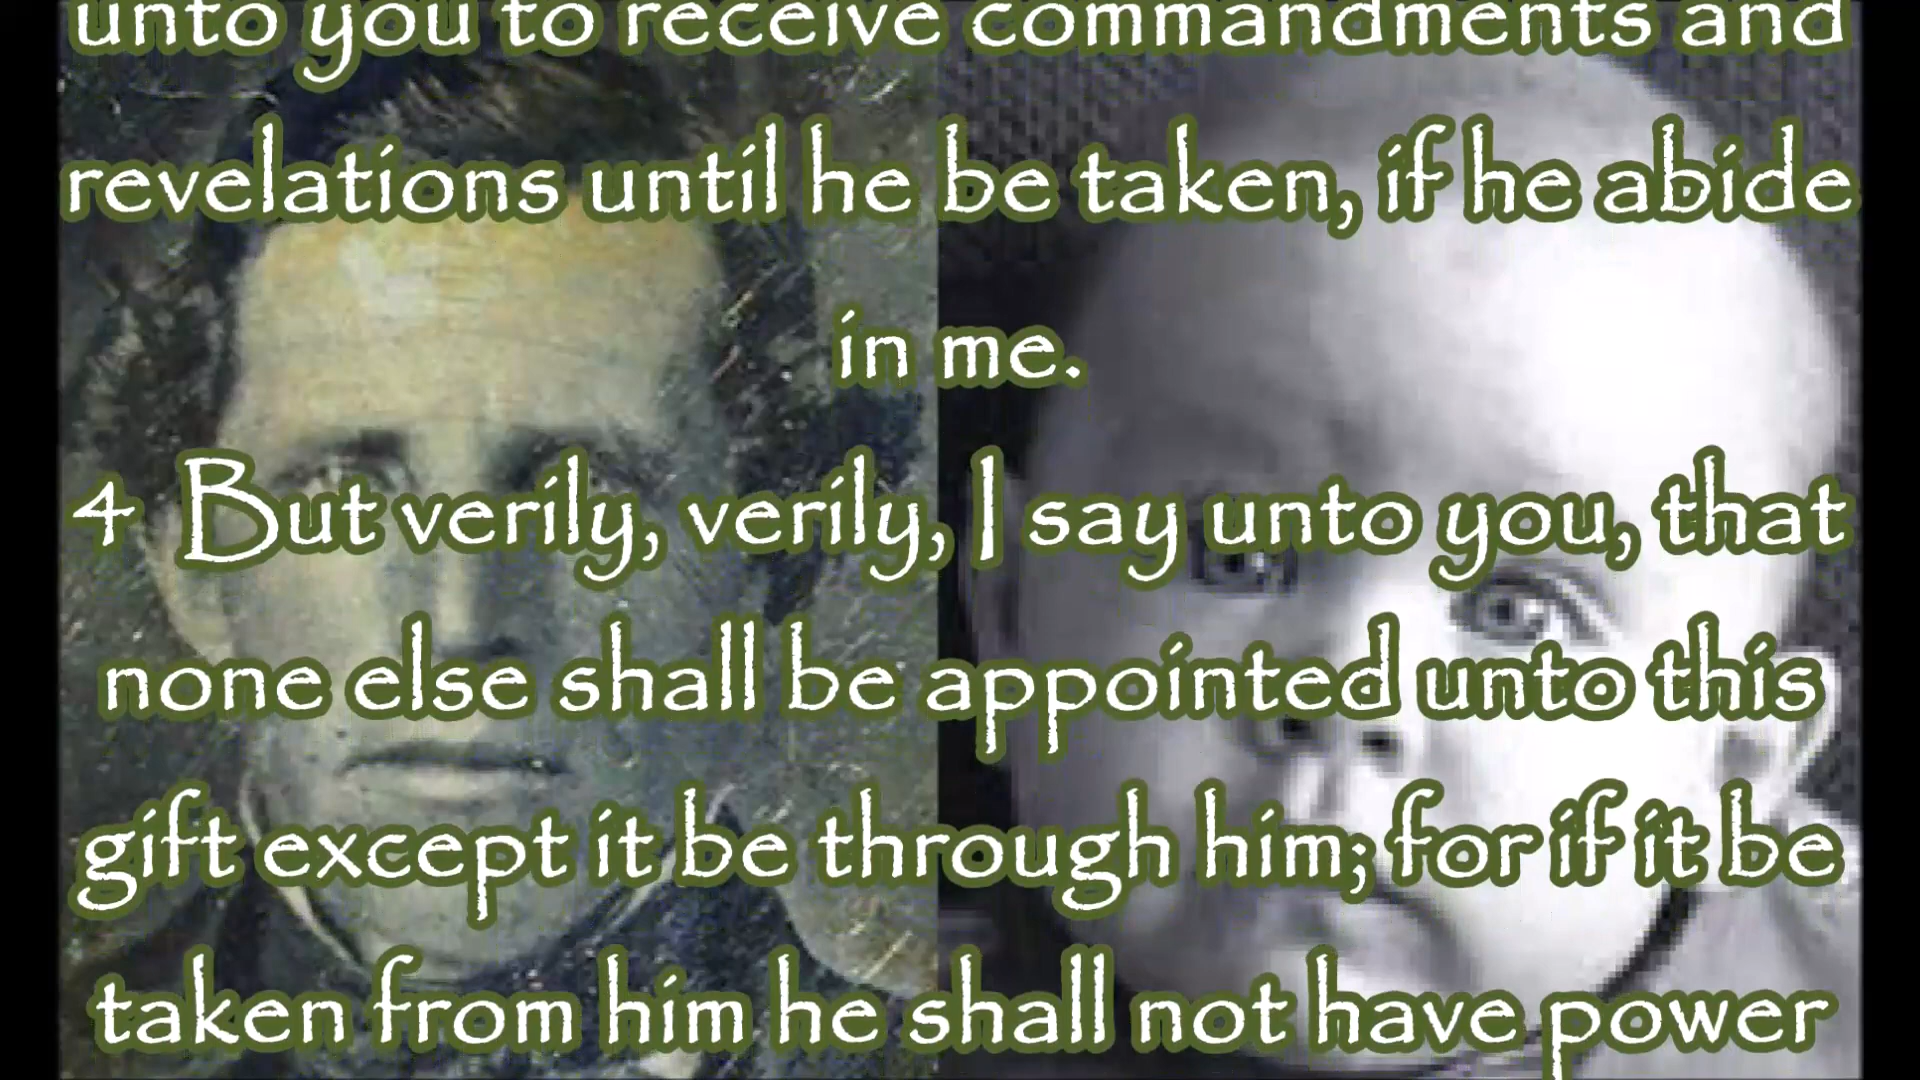 unto you to receive commandments and
revelations until he be taken, if he abide
in me.
4 But verily, verily, I say unto you, that
none else shall be appointed unto this
gift except it be through him; for if it be
taken from him he shall not have power